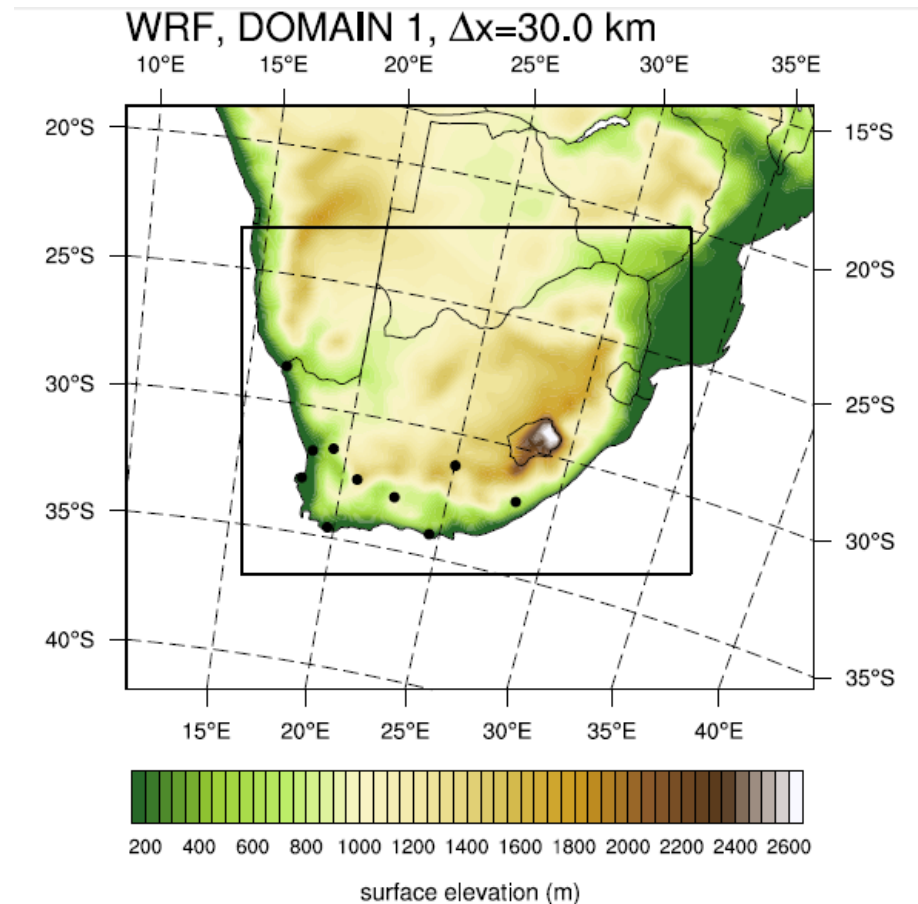 WRF, DOMAIN 1, Δx=30.0 km
10°E 15°E 20°E 25°E 30°E 35°E
20°S 15°S
25°S 20°S
30°S 25°S
35°S 30°S
40°S 35°S
15°E 20°E 25°E 30°E 35°E 40°E
200 400 600 800 1000 1200 1400 1600 1800 2000 2200 2400 2600
surface elevation (m)